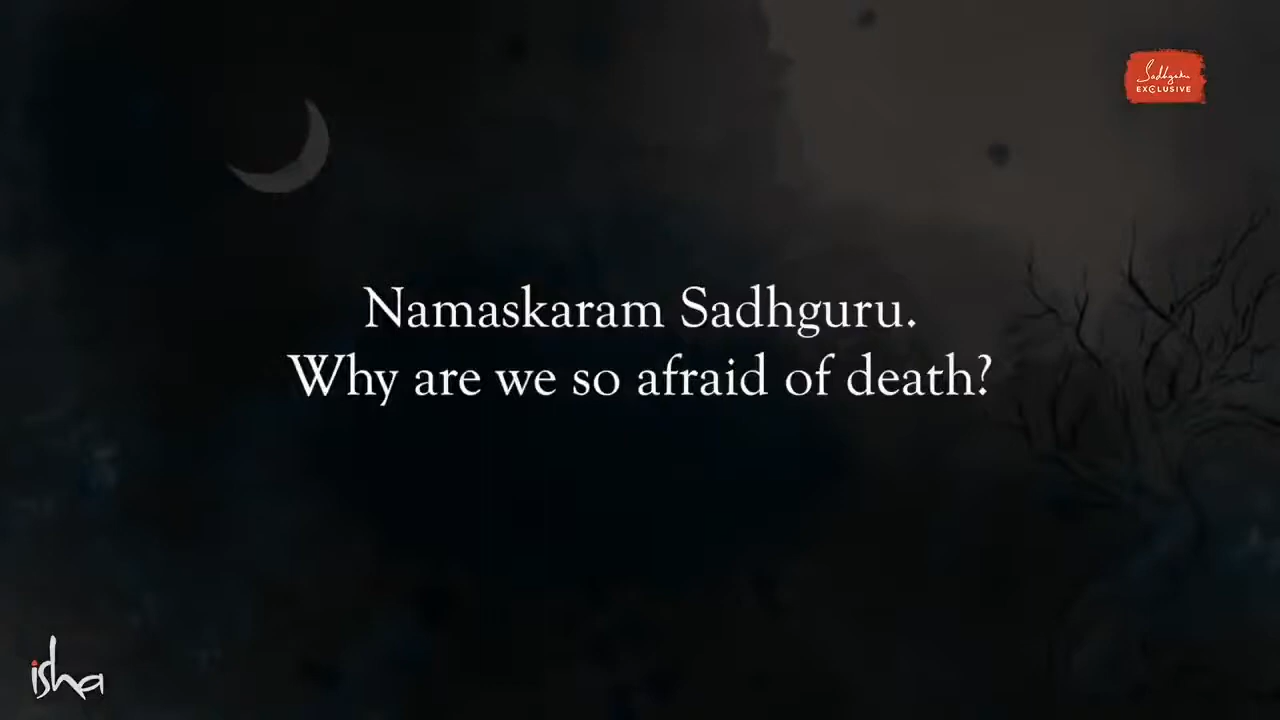 Sadhguru
EXCLUSIVE
Namaskaram Sadhguru.
Why are we so afraid of death?
isha